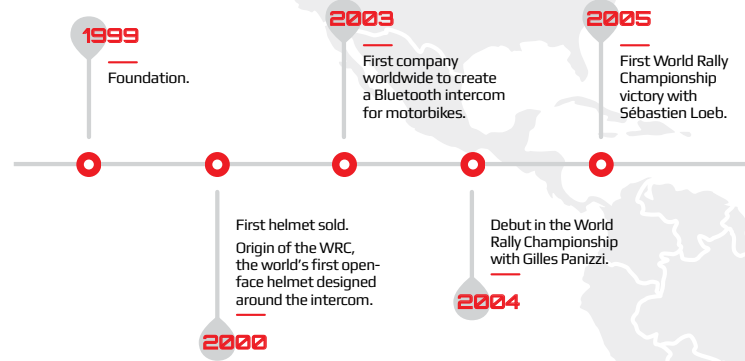 1999
Foundation.
2000
First helmet sold.
Origin of the WRC,
the world's first open-
face helmet designed
around the intercom.
2003
First company
worldwide to create
a Bluetooth intercom
for motorbikes.
2004
Debut in the World
Rally Championship
with Gilles Panizzi.
2005
First World Rally
Championship
victory with
Sébastien Loeb.